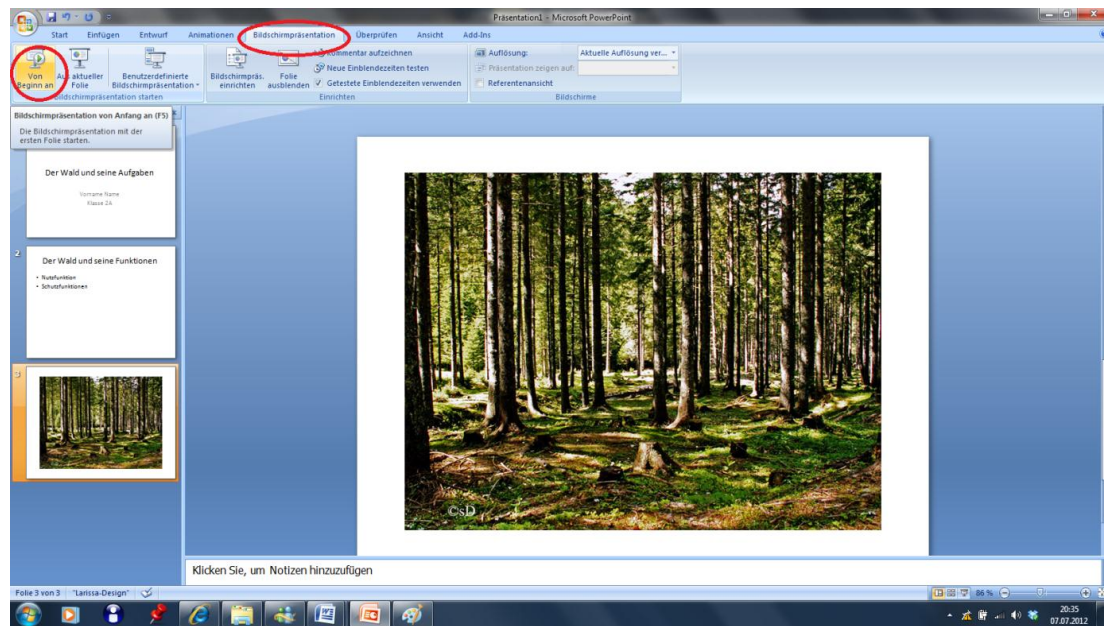 Präsentation1 - Microsoft PowerPoint
Start Einfügen Entwurf Animationen Bildschirmpräsentation Überprüfen Ansicht Add-Ins
Von Beginn an
Aus aktueller Folie
Benutzerdefinierte Bildschirmpräsentation
Bildschirmpräs. einrichten
Folie ausblenden
Kommentar aufzeichnen
Neue Einblendezeiten testen
Getestete Einblendezeiten verwenden
Auflösung: Aktuelle Auflösung ver...
Präsentation zeigen auf:
Referentenansicht
Bildschirmpräsentation starten
Einrichten
Bildschirme
Bildschirmpräsentation von Anfang an (F5)
Die Bildschirmpräsentation mit der
ersten Folie starten.
Der Wald und seine Aufgaben
Vorname Name
Klasse 2A
2
Der Wald und seine Funktionen
• Nutzfunktion
• Schutzfunktionen
3
©sD
Klicken Sie, um Notizen hinzuzufügen
Folie 3 von 3 "Larissa-Design" 86 %
20:35
07.07.2012